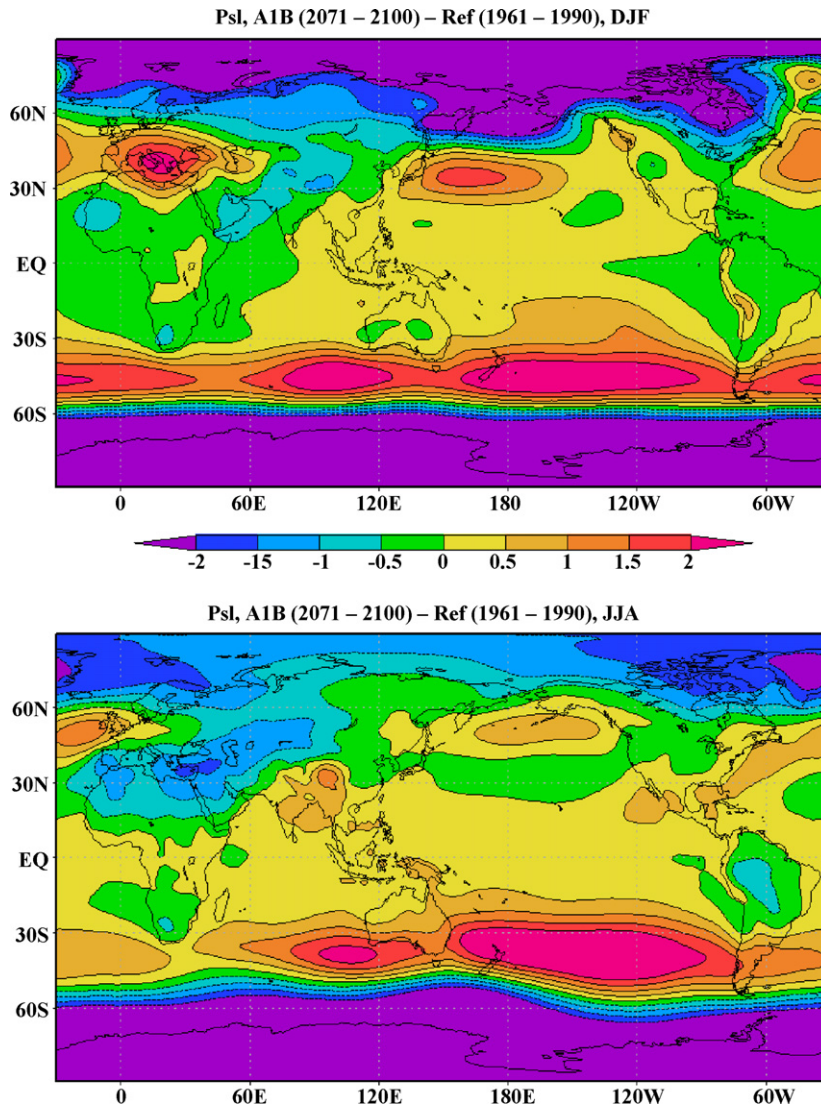 Psl, A1B (2071 – 2100) – Ref (1961 – 1990), DJF
60N
30N
EQ
30S
60S
0 60E 120E 180 120W 60W
-2 -15 -1 -0.5 0 0.5 1 1.5 2
Psl, A1B (2071 – 2100) – Ref (1961 – 1990), JJA
60N
30N
EQ
30S
60S
0 60E 120E 180E 120W 60W